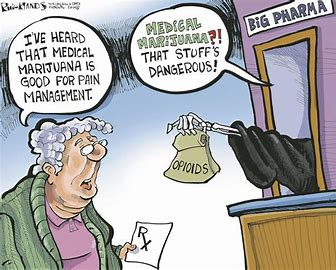 I'VE HEARD
THAT MEDICAL
MARIJUANA IS
GOOD FOR PAIN
MANAGEMENT.
MEDICAL
MARIJUANA?!
THAT STUFF'S
DANGEROUS!
BIG PHARMA
OPIOIDS
RX